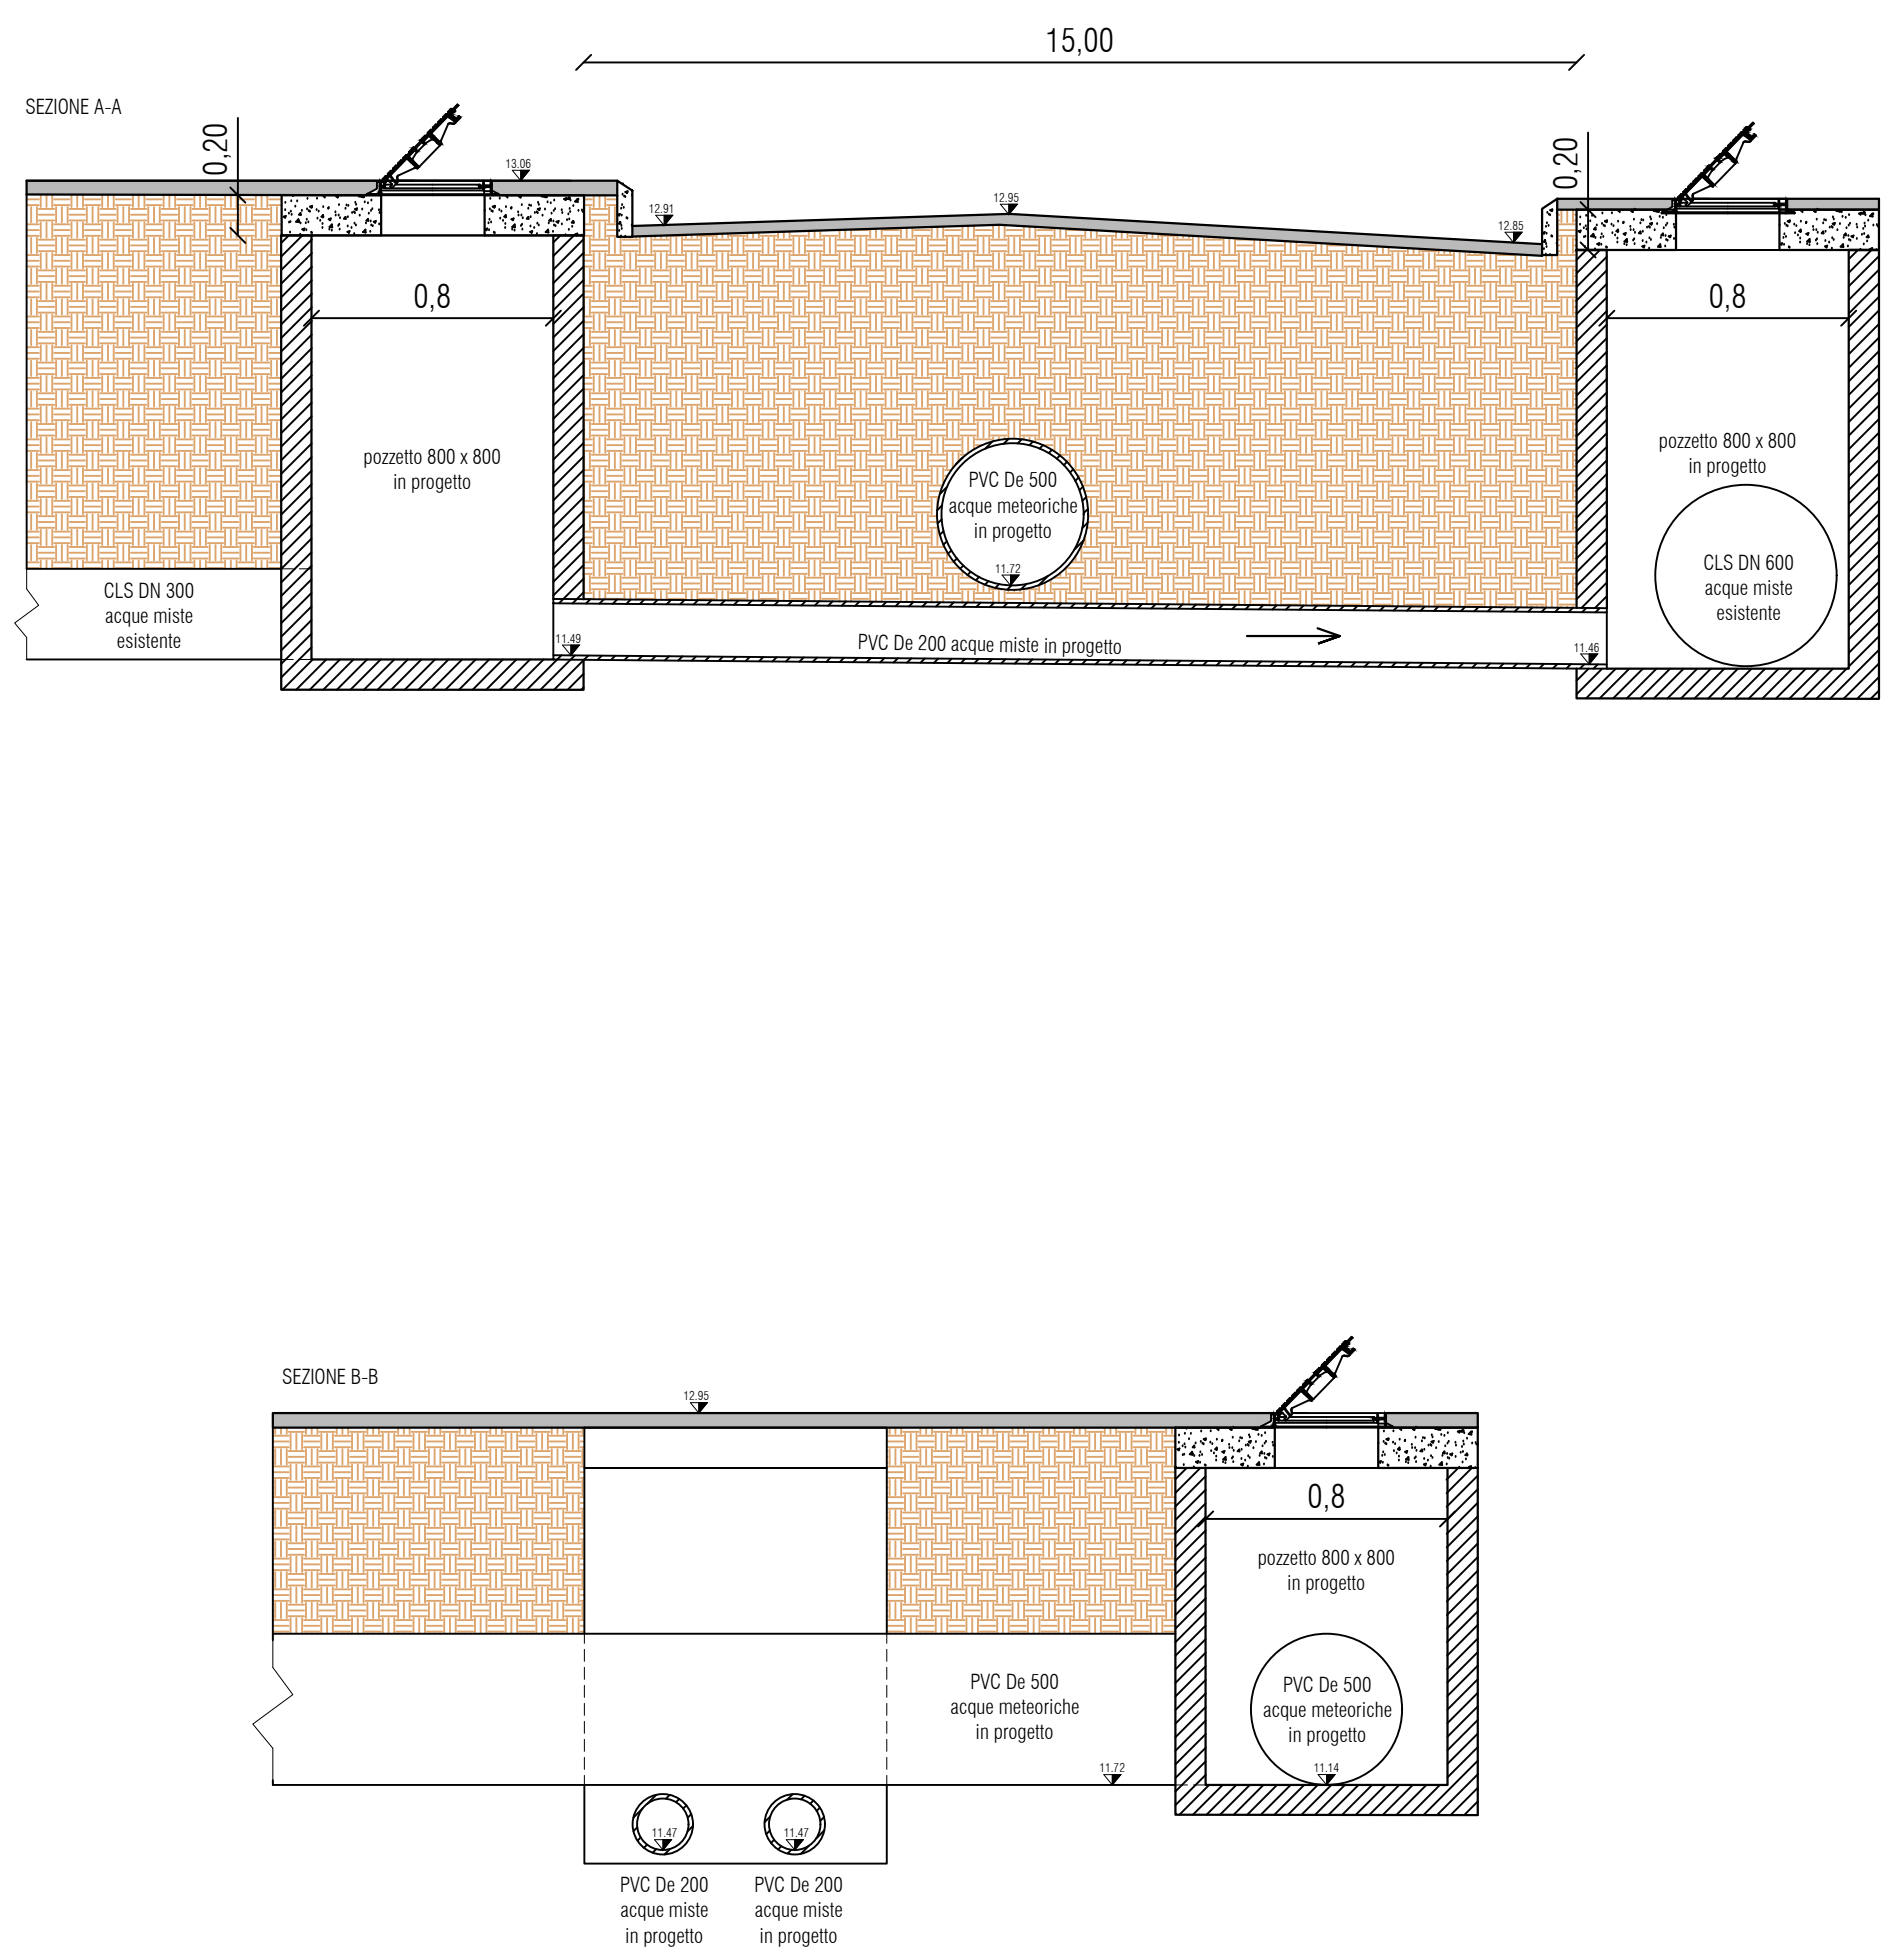 15,00
SEZIONE A-A
0,20
13.06
12.91
12.95
12.85
0,20
0,8
0,8
pozzetto 800 x 800
in progetto
PVC De 500
acque meteoriche
in progetto
11.72
pozzetto 800 x 800
in progetto
CLS DN 300
acque miste
esistente
CLS DN 600
acque miste
esistente
11.49
PVC De 200 acque miste in progetto
11.46
SEZIONE B-B
12.95
0,8
pozzetto 800 x 800
in progetto
PVC De 500
acque meteoriche
in progetto
11.72
PVC De 500
acque meteoriche
in progetto
11.14
11.47
11.47
PVC De 200
acque miste
in progetto
PVC De 200
acque miste
in progetto